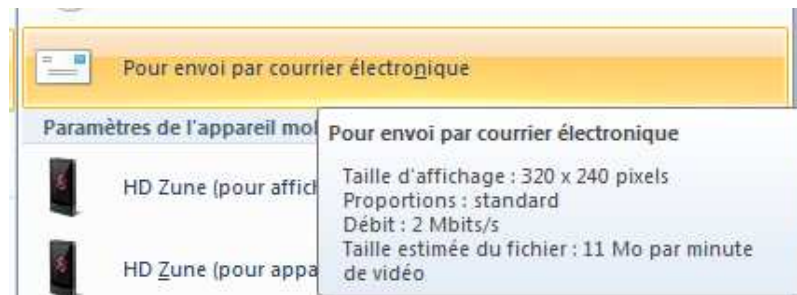 Pour envoi par courrier électronique
Paramètres de l'appareil mo
Pour envoi par courrier électronique
Taille d'affichage : 320 x 240 pixels
Proportions : standard
Débit : 2 Mbits/s
Taille estimée du fichier : 11 Mo par minute
de vidéo
HD Zune (pour affic
HD Zune (pour appa